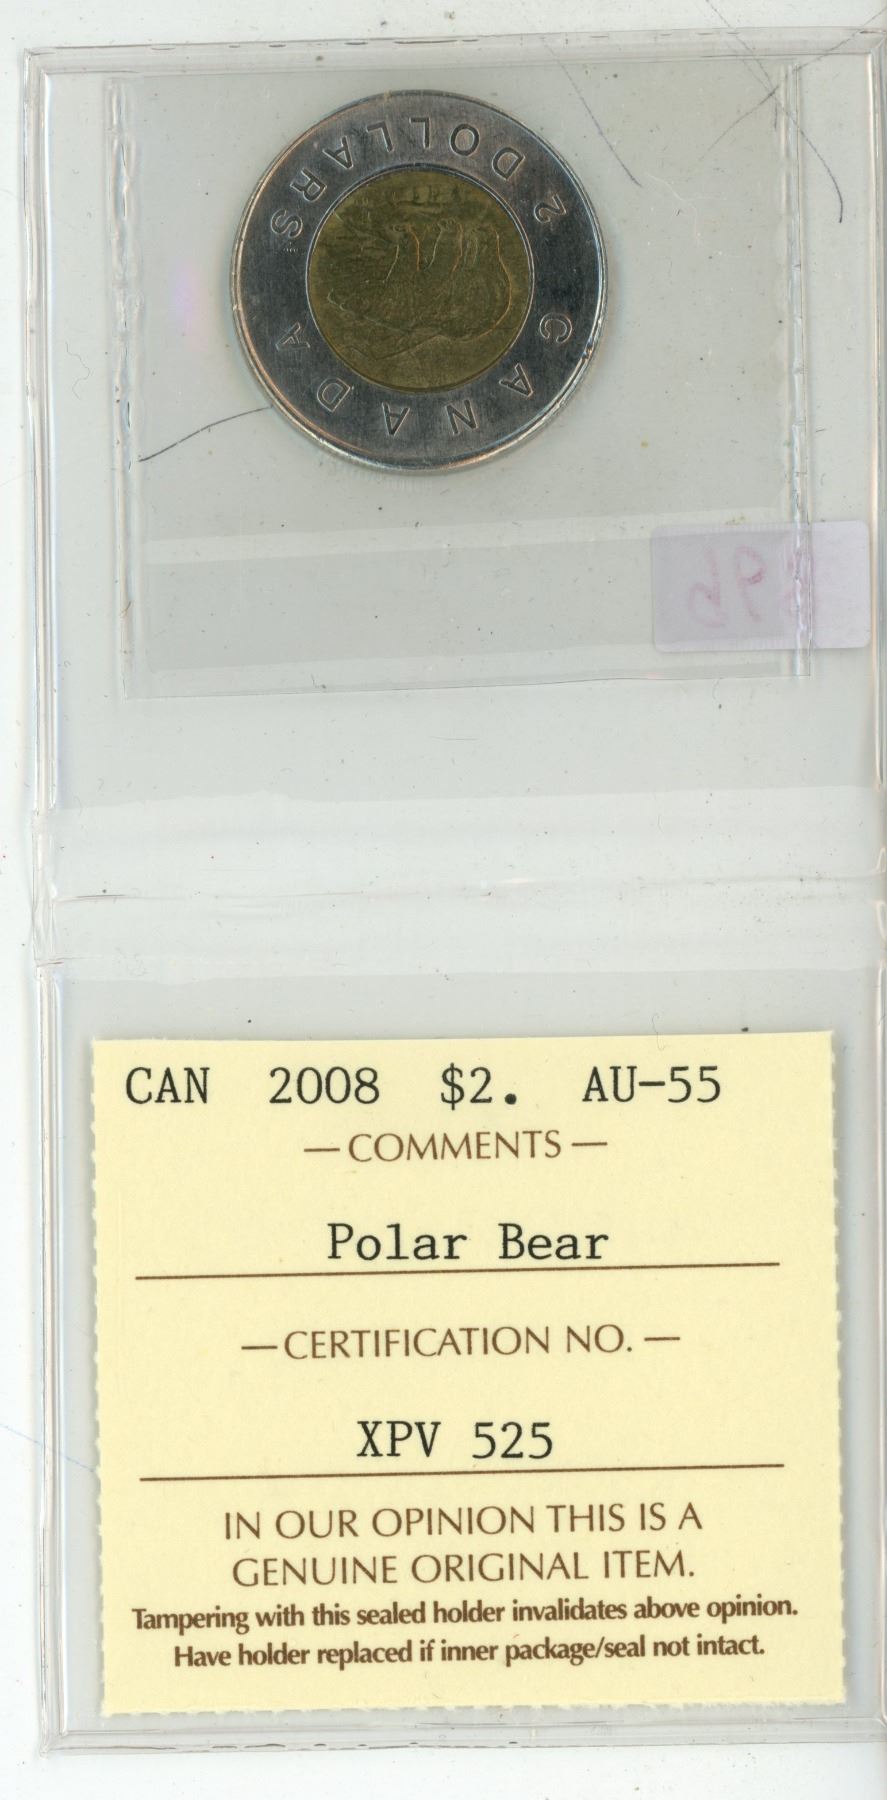 2 DOLLARS
CANADA
CAN 2008 $2. AU-55
— COMMENTS —
Polar Bear
— CERTIFICATION NO. —
XPV 525
IN OUR OPINION THIS IS A
GENUINE ORIGINAL ITEM.
Tampering with this sealed holder invalidates above opinion.
Have holder replaced if inner package/seal not intact.